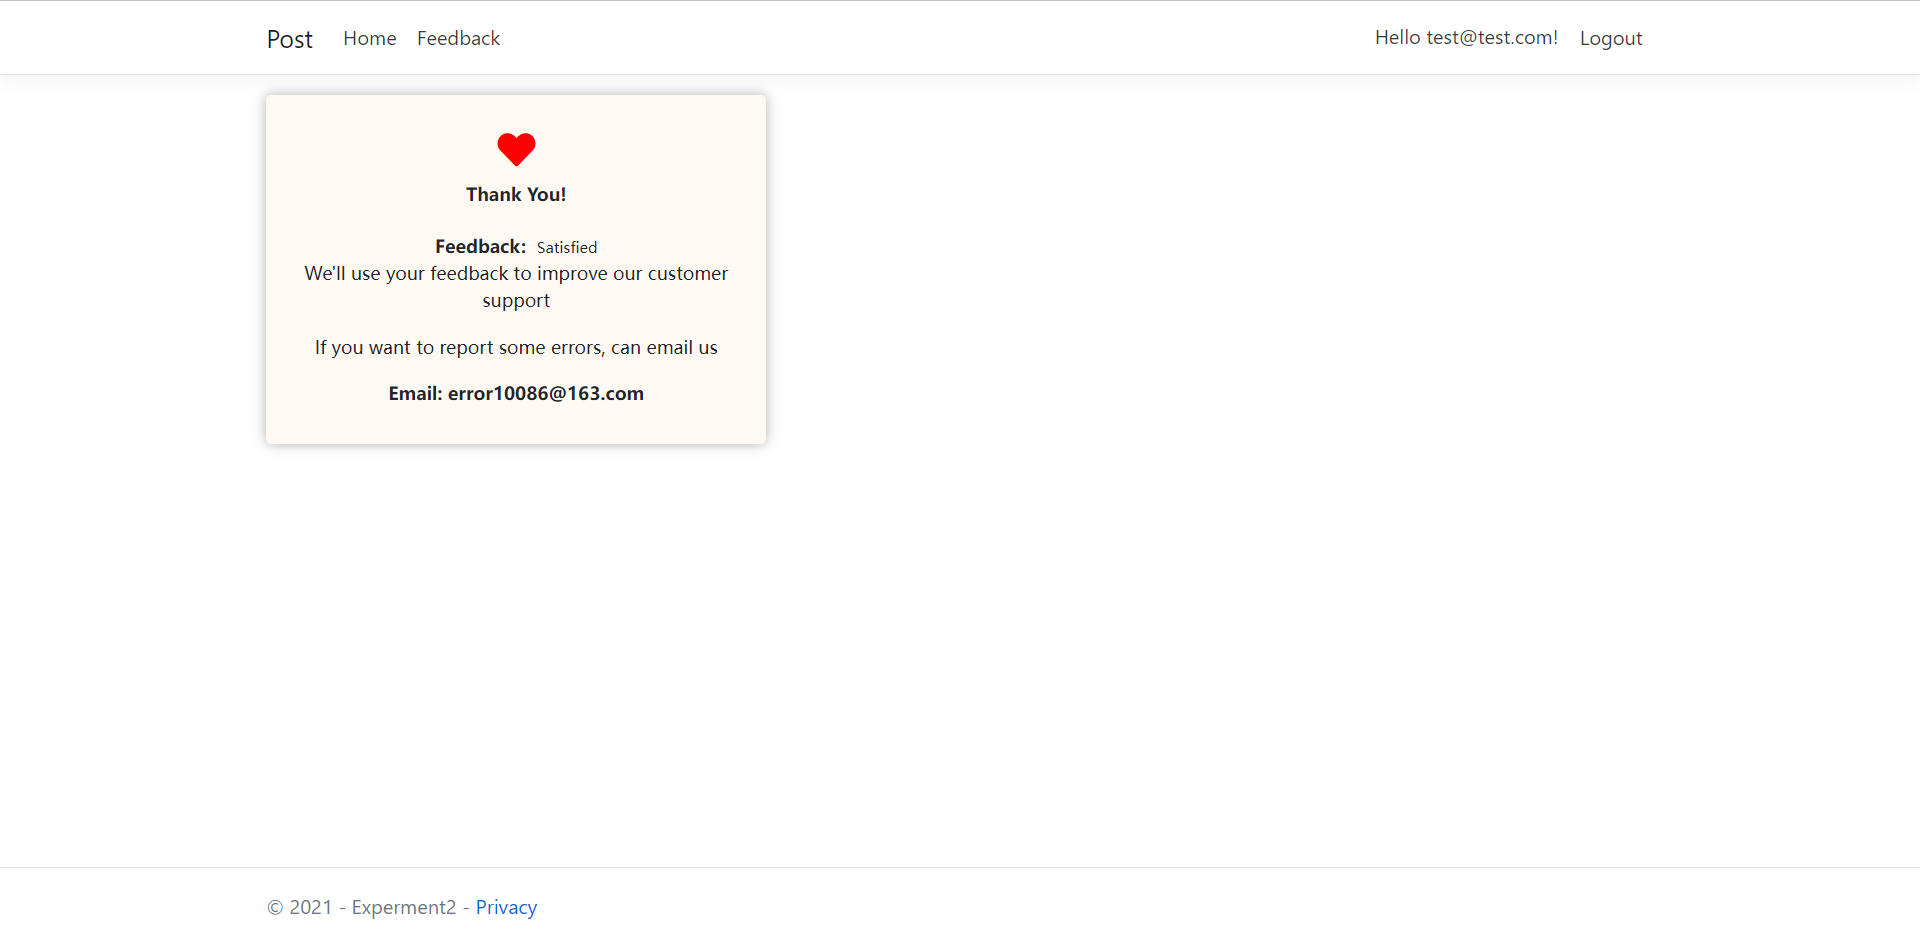 Post Home Feedback Hello test@test.com! Logout
Thank You!
Feedback: Satisfied
We'll use your feedback to improve our customer
support
If you want to report some errors, can email us
Email: error10086@163.com
© 2021 - Experment2 - Privacy